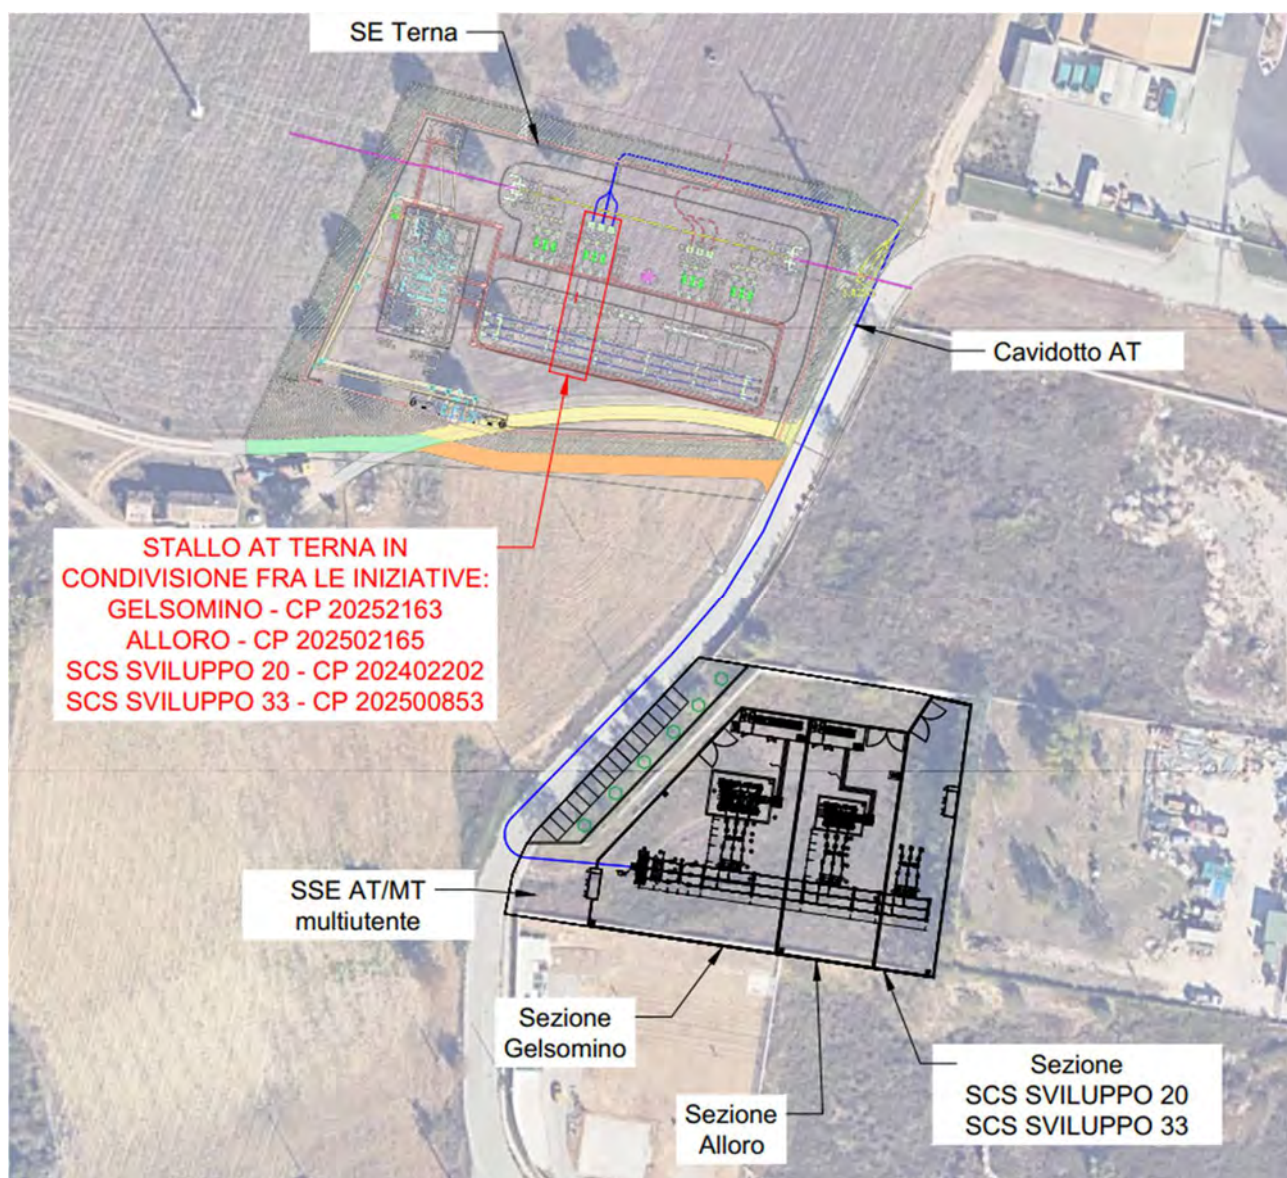 SE Terna
Cavidotto AT
STALLO AT TERNA IN
CONDIVISIONE FRA LE INIZIATIVE:
GELSOMINO - CP 20252163
ALLORO - CP 202502165
SCS SVILUPPO 20 - CP 202402202
SCS SVILUPPO 33 - CP 202500853
SSE AT/MT
multiutente
Sezione
Gelsomino
Sezione
Alloro
Sezione
SCS SVILUPPO 20
SCS SVILUPPO 33